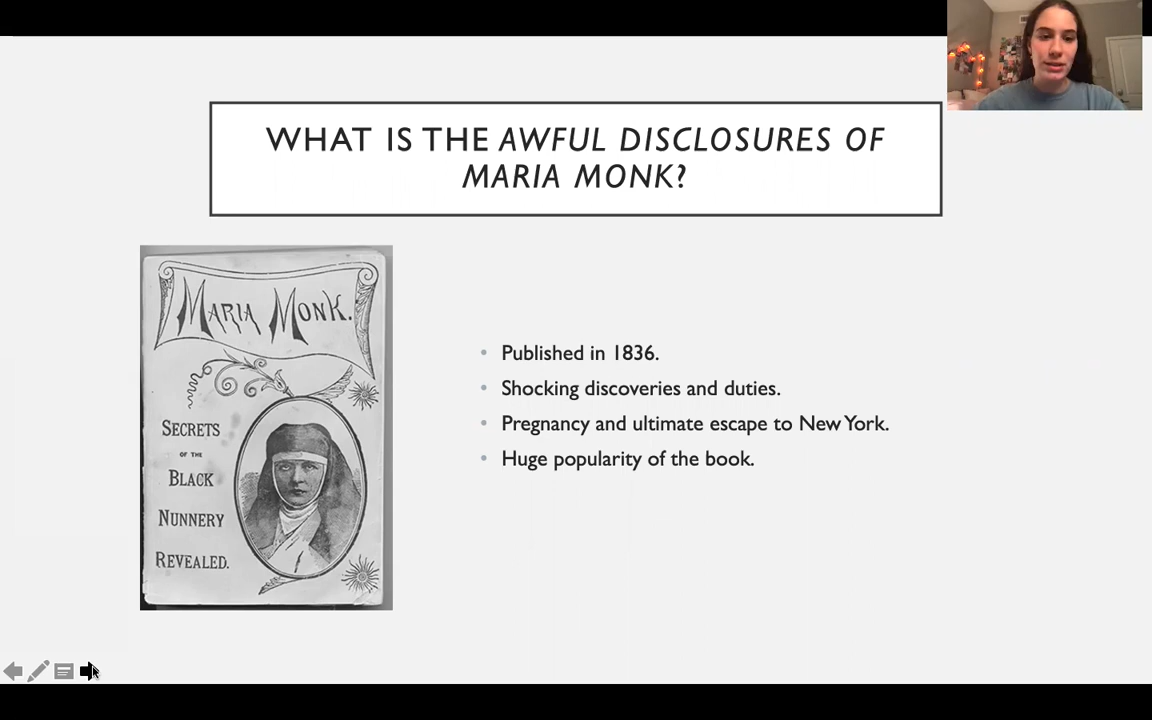 WHAT IS THE AWFUL DISCLOSURES OF
MARIA MONK?
MARIA MONK.
SECRETS
OF THE
BLACK
NUNNERY
REVEALED.
Published in 1836.
Shocking discoveries and duties.
Pregnancy and ultimate escape to New York.
Huge popularity of the book.